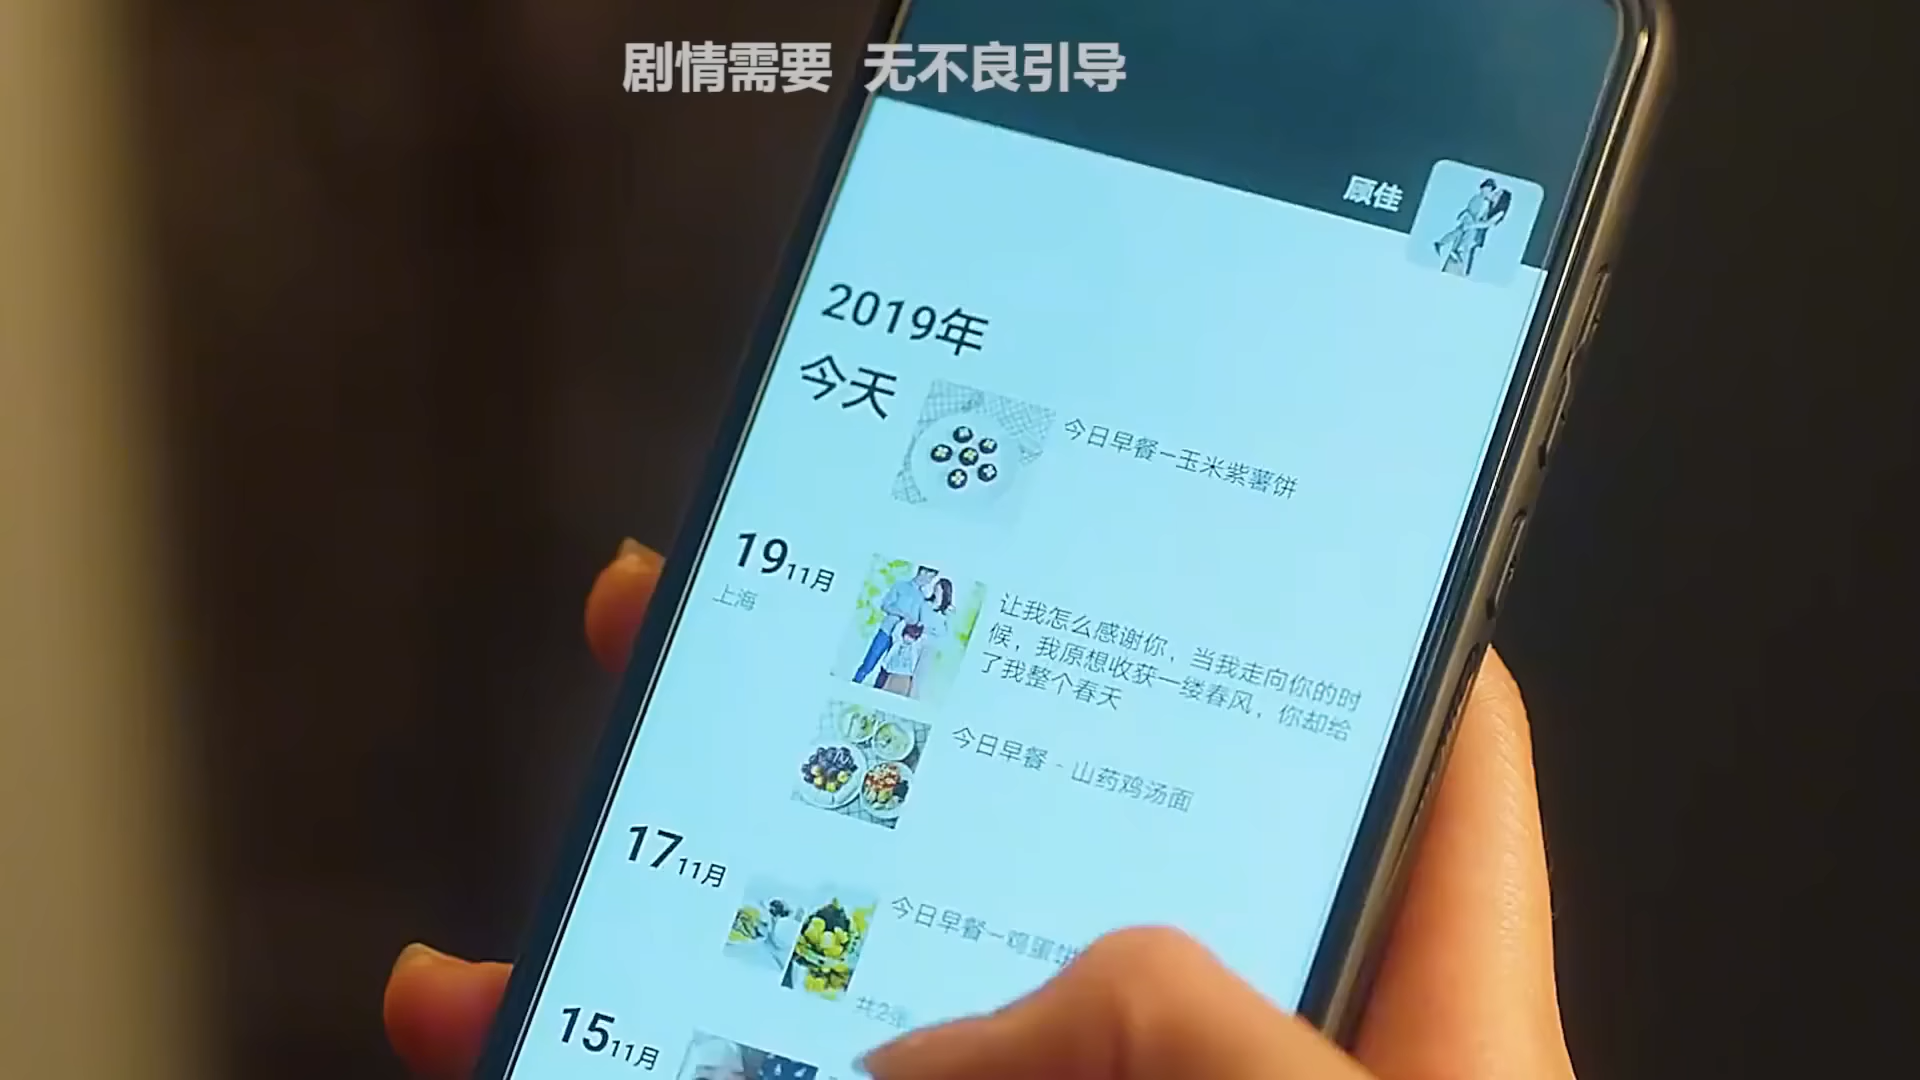 剧情需要 无不良引导
顾佳
2019年
今天
今日早餐—玉米紫薯饼
19 11月
上海
让我怎么感谢你，当我走向你的时
候，我原想收获一缕春风，你却给
了我整个春天
今日早餐 - 山药鸡汤面
17 11月
今日早餐—鸡蛋
共2张
15 11月